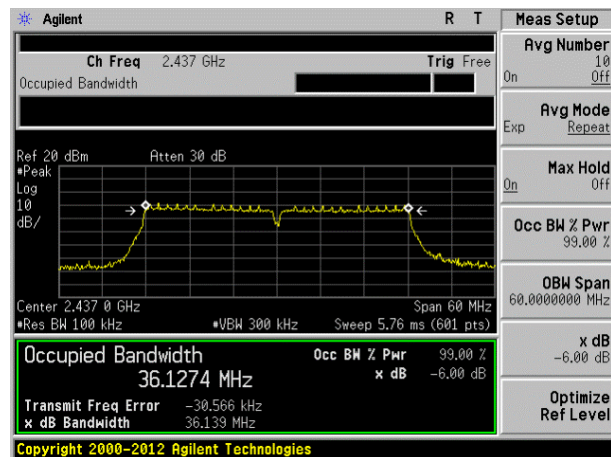 Agilent R T Meas Setup
Avg Number
10
On Off
Ch Freq 2.437 GHz Trig Free
Occupied Bandwidth
Avg Mode
Exp Repeat
Max Hold
On Off
Occ BW % Pwr
99.00 %
OBW Span
60.0000000 MHz
x dB
-6.00 dB
Optimize
Ref Level
Ref 20 dBm Atten 30 dB
#Peak
Log
10
dB/
Center 2.437 0 GHz Span 60 MHz
#Res BW 100 kHz #VBW 300 kHz Sweep 5.76 ms (601 pts)
Occupied Bandwidth Occ BW % Pwr 99.00 %
36.1274 MHz x dB -6.00 dB
Transmit Freq Error -30.566 kHz
x dB Bandwidth 36.139 MHz
Copyright 2000-2012 Agilent Technologies